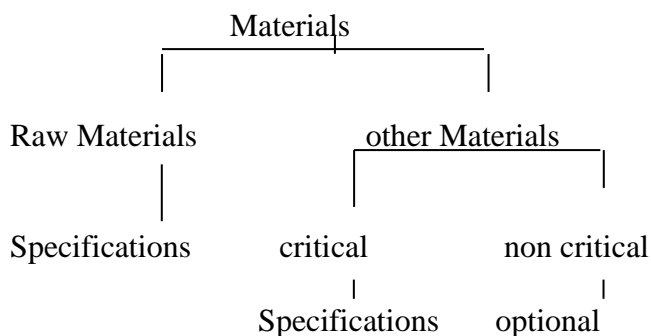 Materials
Raw Materials other Materials
Specifications critical non critical
Specifications optional